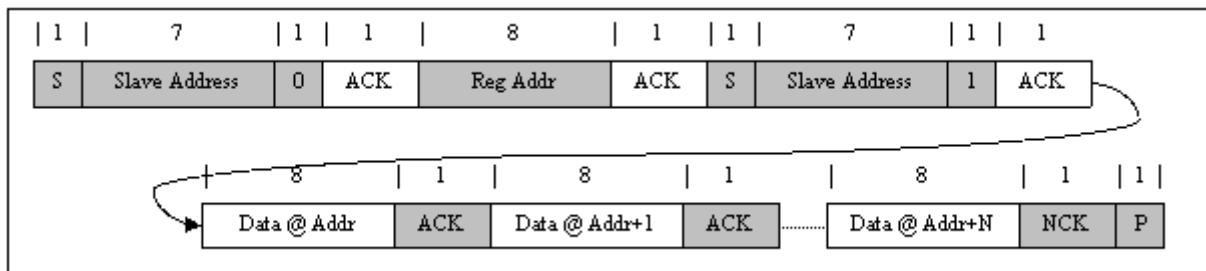 | 1 | 7 | 1 | 1 | 8 | 1 | 1 | 7 | 1 | 1
S Slave Address 0 ACK Reg Addr ACK S Slave Address 1 ACK
| 8 | 1 | 8 | 1 | 8 | 1 | 1 |
Data @ Addr ACK Data @ Addr+1 ACK Data @ Addr+N NCK P